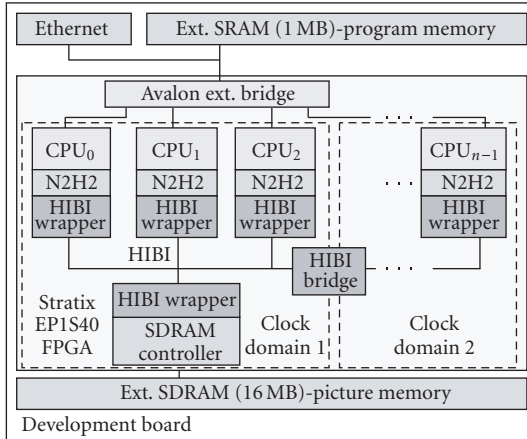 Ethernet
Ext. SRAM (1 MB)-program memory
Avalon ext. bridge
CPU₀
CPU₁
CPU₂
· · ·
CPUₙ₋₁
N2H2
N2H2
N2H2
· · ·
N2H2
HIBI
wrapper
HIBI
wrapper
HIBI
wrapper
HIBI
wrapper
HIBI
HIBI
bridge
· · ·
Stratix
EP1S40
FPGA
HIBI wrapper
SDRAM
controller
Clock
domain 1
Clock
domain 2
Ext. SDRAM (16 MB)-picture memory
Development board